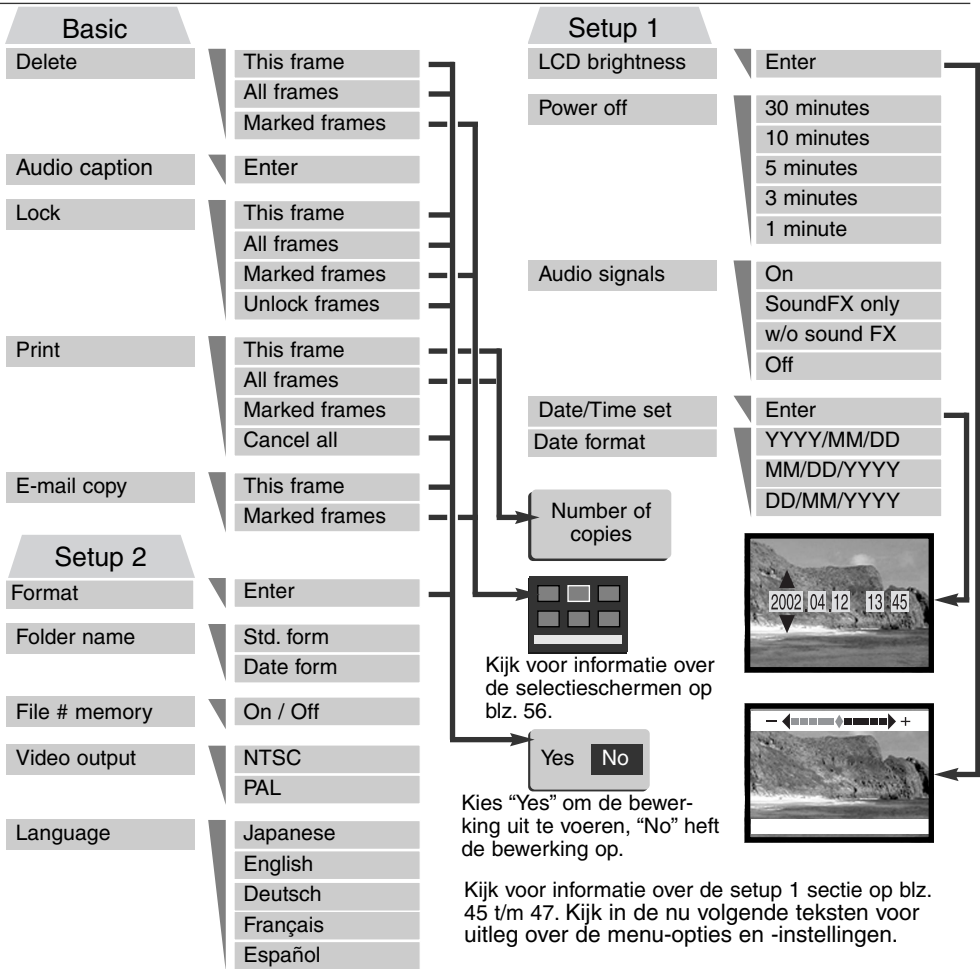 Basic
Delete
This frame
All frames
Marked frames
Audio caption
Enter
Lock
This frame
All frames
Marked frames
Unlock frames
Print
This frame
All frames
Marked frames
Cancel all
E-mail copy
This frame
Marked frames
Setup 2
Format
Enter
Folder name
Std. form
Date form
File # memory
On / Off
Video output
NTSC
PAL
Language
Japanese
English
Deutsch
Français
Español
Setup 1
LCD brightness
Enter
Power off
30 minutes
10 minutes
5 minutes
3 minutes
1 minute
Audio signals
On
SoundFX only
w/o sound FX
Off
Date/Time set
Enter
Date format
YYYY/MM/DD
MM/DD/YYYY
DD/MM/YYYY
Number of
copies
2002 04 12 13 45
Kijk voor informatie over
de selectieschermen op
blz. 56.
− +
Yes No
Kies “Yes” om de bewer-
king uit te voeren, “No” heft
de bewerking op.
Kijk voor informatie over de setup 1 sectie op blz.
45 t/m 47. Kijk in de nu volgende teksten voor
uitleg over de menu-opties en -instellingen.